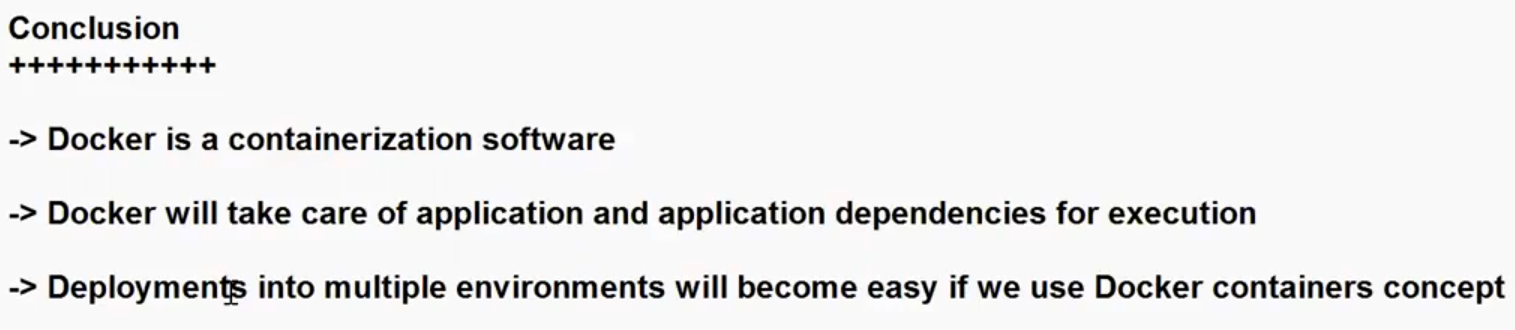 Conclusion
+++++++++++
-> Docker is a containerization software
-> Docker will take care of application and application dependencies for execution
-> Deployments into multiple environments will become easy if we use Docker containers concept